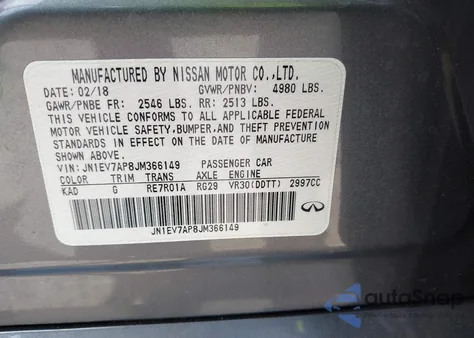 MANUFACTURED BY NISSAN MOTOR CO.,LTD.
DATE: 02/18 GVWR/PNBV: 4980 LBS.
GAWR/PNBE FR: 2546 LBS. RR: 2513 LBS.
THIS VEHICLE CONFORMS TO ALL APPLICABLE FEDERAL
MOTOR VEHICLE SAFETY, BUMPER, AND THEFT PREVENTION
STANDARDS IN EFFECT ON THE DATE OF MANUFACTURE
SHOWN ABOVE.
VIN: JN1EV7AP8JM366149 PASSENGER CAR
COLOR TRIM TRANS AXLE ENGINE
KAD G RE7R01A RG29 VR30(DDTT) 2997CC
JN1EV7AP8JM366149
autoSnap